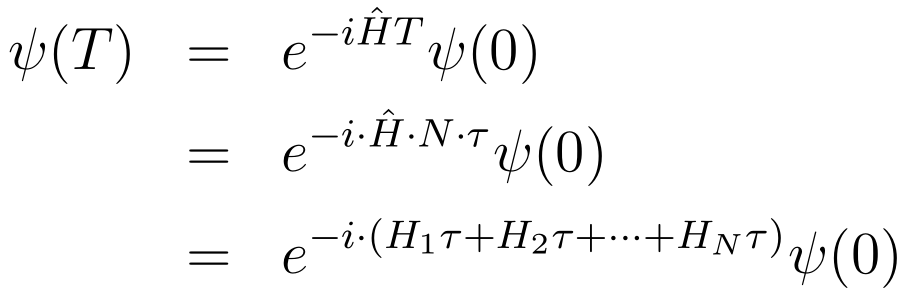 ψ(T) = e^{-iĤT}ψ(0)
= e^{-i·Ĥ·N·τ}ψ(0)
= e^{-i·(H_1τ+H_2τ+⋯+H_Nτ)}ψ(0)